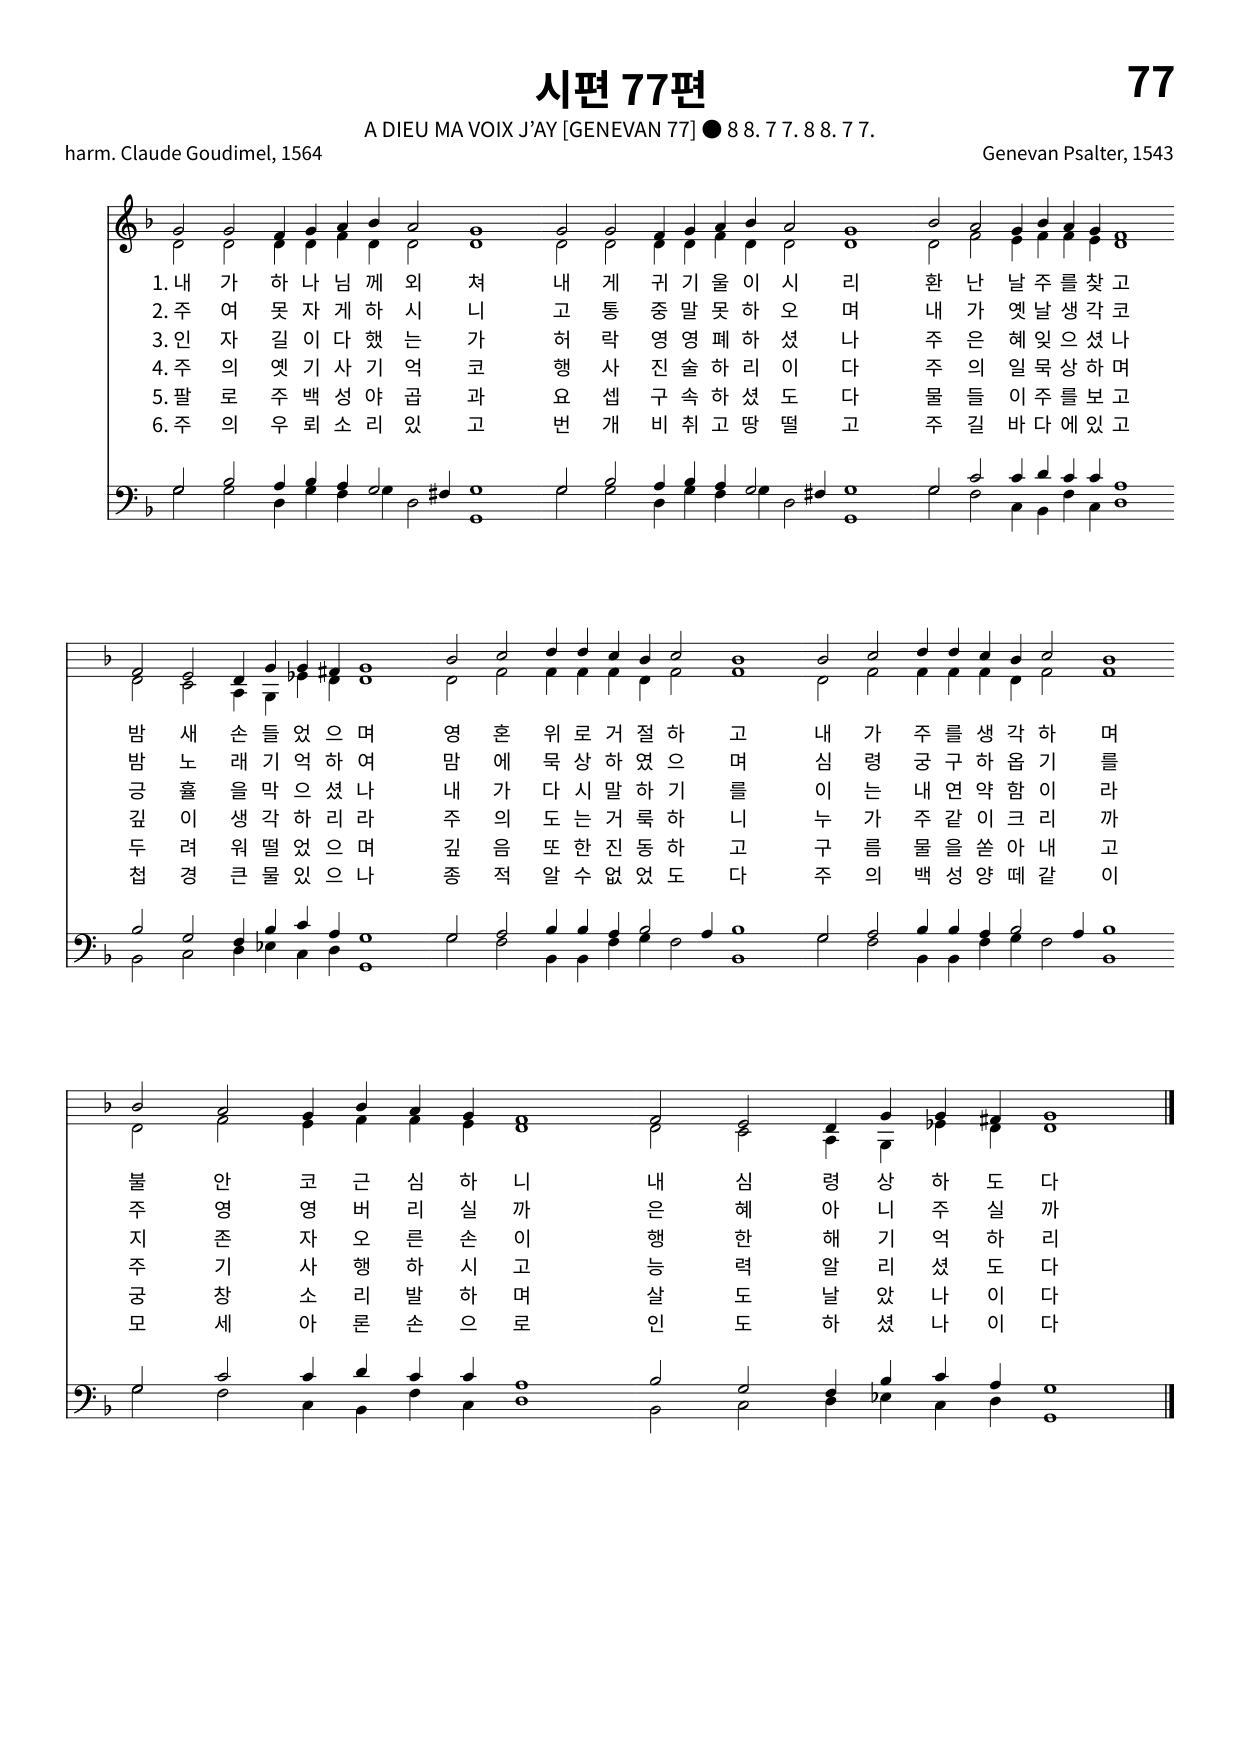 시편 77편
77
A DIEU MA VOIX J’AY [GENEVAN 77] ● 8 8. 7 7. 8 8. 7 7.
harm. Claude Goudimel, 1564
Genevan Psalter, 1543
1. 내 가 하 나 님 께 외 쳐 내 게 귀 기 울 이 시 리 환 난 날 주 를 찾 고
2. 주 여 못 자 게 하 시 니 고 통 중 말 못 하 오 며 내 가 옛 날 생 각 코
3. 인 자 길 이 다 했 는 가 허 락 영 영 폐 하 셨 나 주 은 혜 잊 으 셨 나
4. 주 의 옛 기 사 기 억 코 행 사 진 술 하 리 이 다 주 의 일 묵 상 하 며
5. 팔 로 주 백 성 야 곱 과 요 셉 구 속 하 셨 도 다 물 들 이 주 를 보 고
6. 주 의 우 뢰 소 리 있 고 번 개 비 취 고 땅 떨 고 주 길 바 다 에 있 고
밤 새 손 들 었 으 며 영 혼 위 로 거 절 하 고 내 가 주 를 생 각 하 며
밤 노 래 기 억 하 여 맘 에 묵 상 하 였 으 며 심 령 궁 구 하 옵 기 를
긍 휼 을 막 으 셨 나 내 가 다 시 말 하 기 를 이 는 내 연 약 함 이 라
깊 이 생 각 하 리 라 주 의 도 는 거 룩 하 니 누 가 주 같 이 크 리 까
두 려 워 떨 었 으 며 깊 음 또 한 진 동 하 고 구 름 물 을 쏟 아 내 고
첩 경 큰 물 있 으 나 종 적 알 수 없 었 도 다 주 의 백 성 양 떼 같 이
불 안 코 근 심 하 니 내 심 령 상 하 도 다
주 영 영 버 리 실 까 은 혜 아 니 주 실 까
지 존 자 오 른 손 이 행 한 해 기 억 하 리
주 기 사 행 하 시 고 능 력 알 리 셨 도 다
궁 창 소 리 발 하 며 살 도 날 았 나 이 다
모 세 아 론 손 으 로 인 도 하 셨 나 이 다